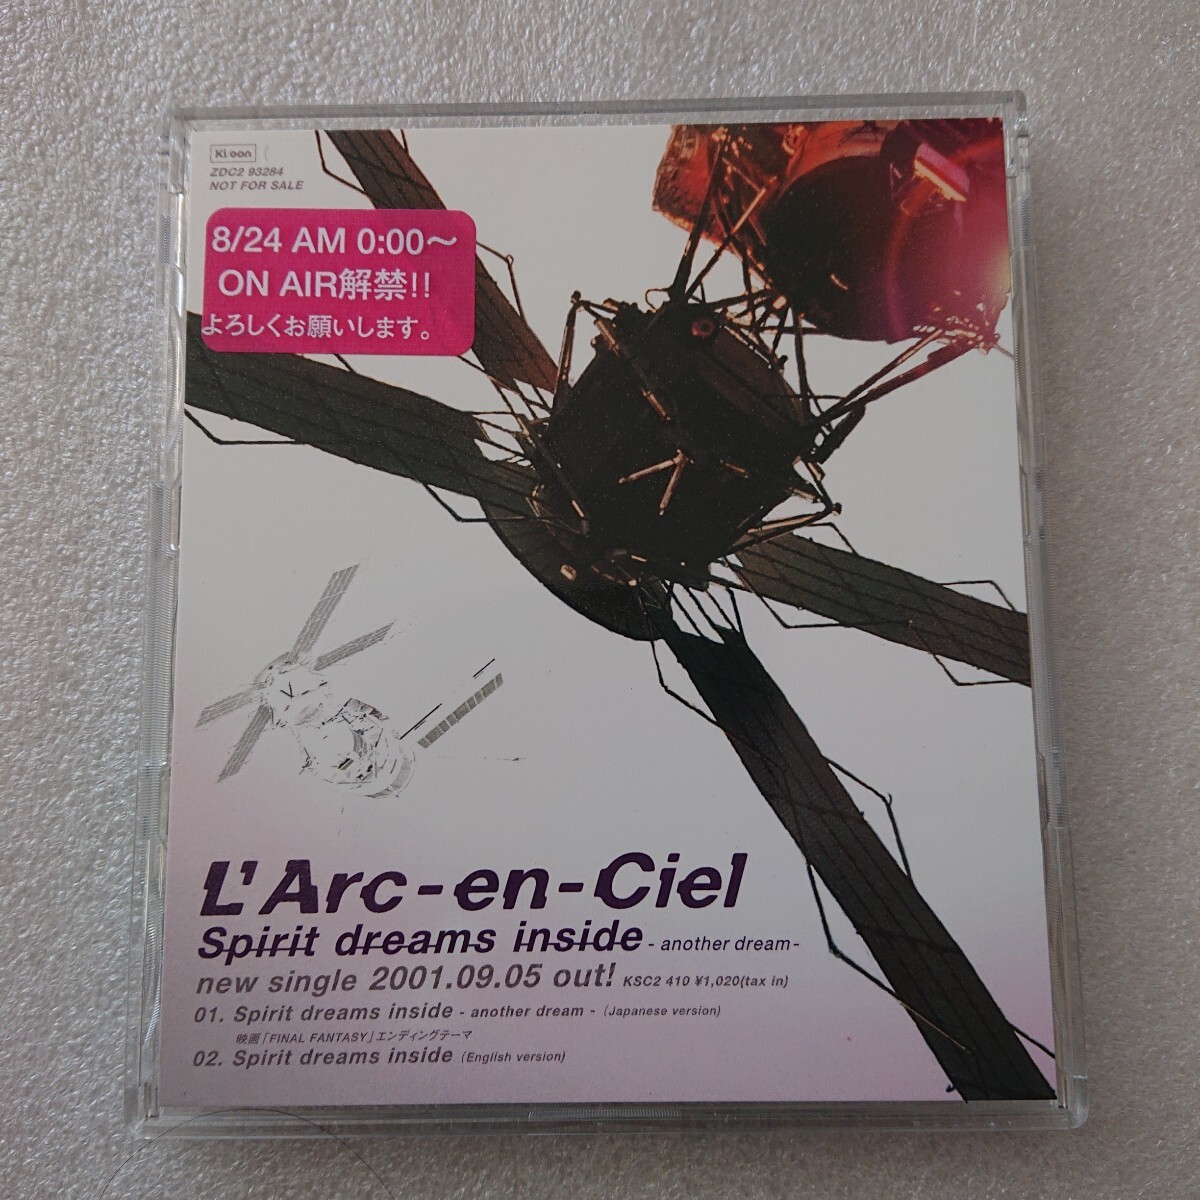 Ki oon
ZDC2 93284
NOT FOR SALE
8/24 AM 0:00〜
ON AIR解禁!!
よろしくお願いします。
L'Arc-en-Ciel
Spirit dreams inside - another dream-
new single 2001.09.05 out! KSC2 410 ¥1,020(tax in)
01. Spirit dreams inside - another dream - (Japanese version)
映画「FINAL FANTASY」エンディングテーマ
02. Spirit dreams inside (English version)